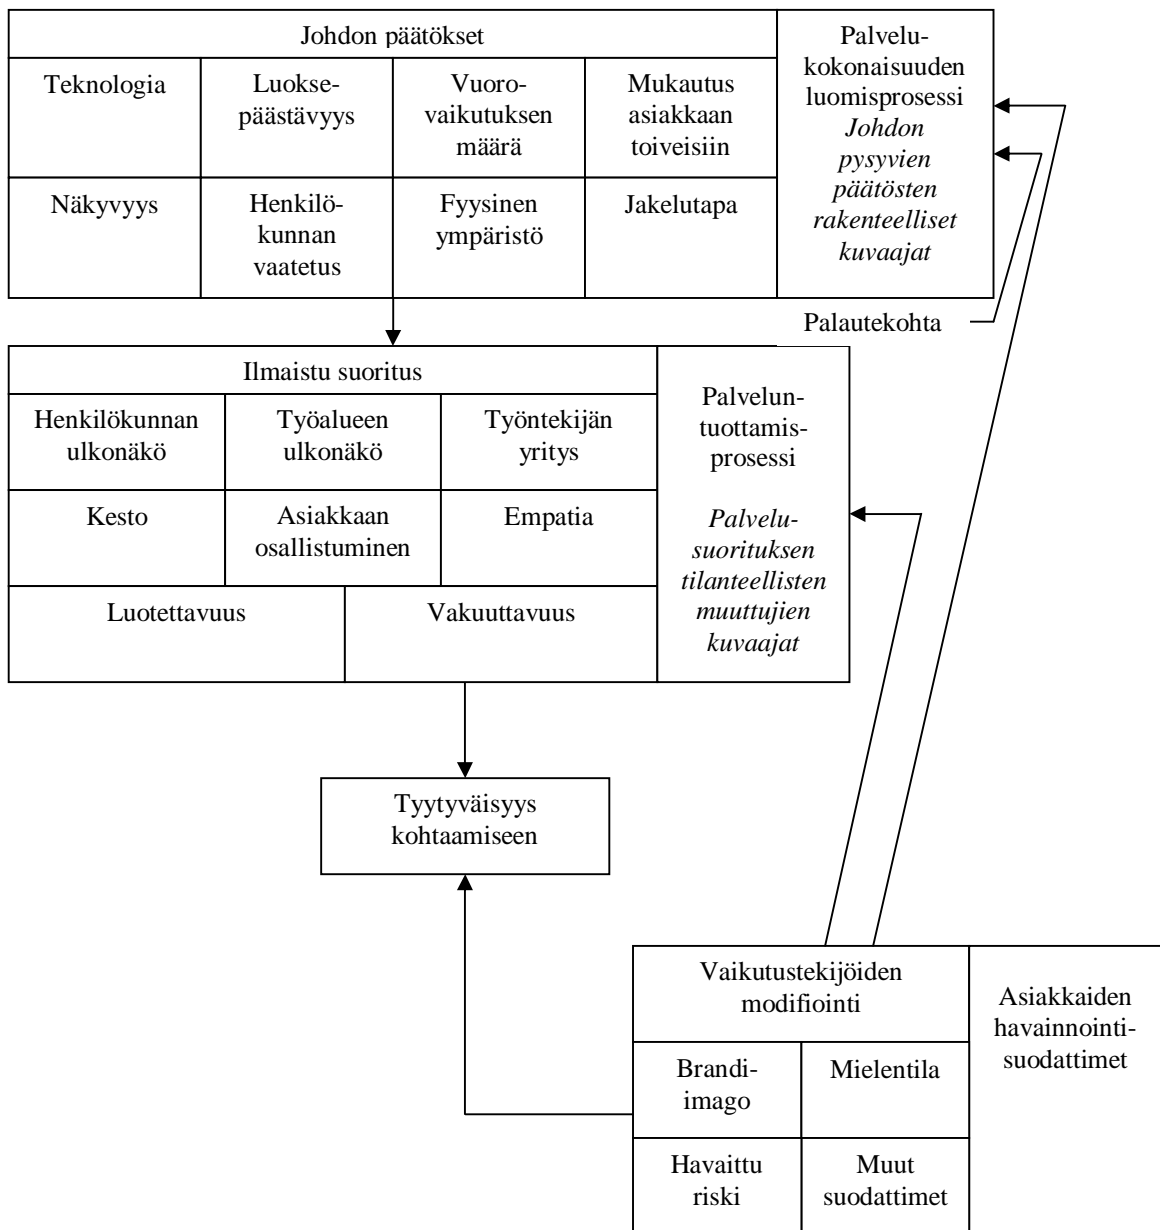 Johdon päätökset
Teknologia
Luokse-
päästävyys
Vuoro-
vaikutuksen
määrä
Mukautus
asiakkaan
toiveisiin
Näkyvyys
Henkilö-
kunnan
vaatetus
Fyysinen
ympäristö
Jakelutapa
Palvelu-
kokonaisuuden
luomisprosessi
Johdon
pysyvien
päätösten
rakenteelliset
kuvaajat
Palautekohta
Ilmaistu suoritus
Henkilökunnan
ulkonäkö
Työalueen
ulkonäkö
Työntekijän
yritys
Kesto
Asiakkaan
osallistuminen
Empatia
Luotettavuus
Vakuuttavuus
Palvelun-
tuottamis-
prosessi
Palvelu-
suorituksen
tilanteellisten
muuttujien
kuvaajat
Tyytyväisyys
kohtaamiseen
Vaikutustekijöiden
modifiointi
Brandi-
imago
Mielentila
Havaittu
riski
Muut
suodattimet
Asiakkaiden
havainnointi-
suodattimet